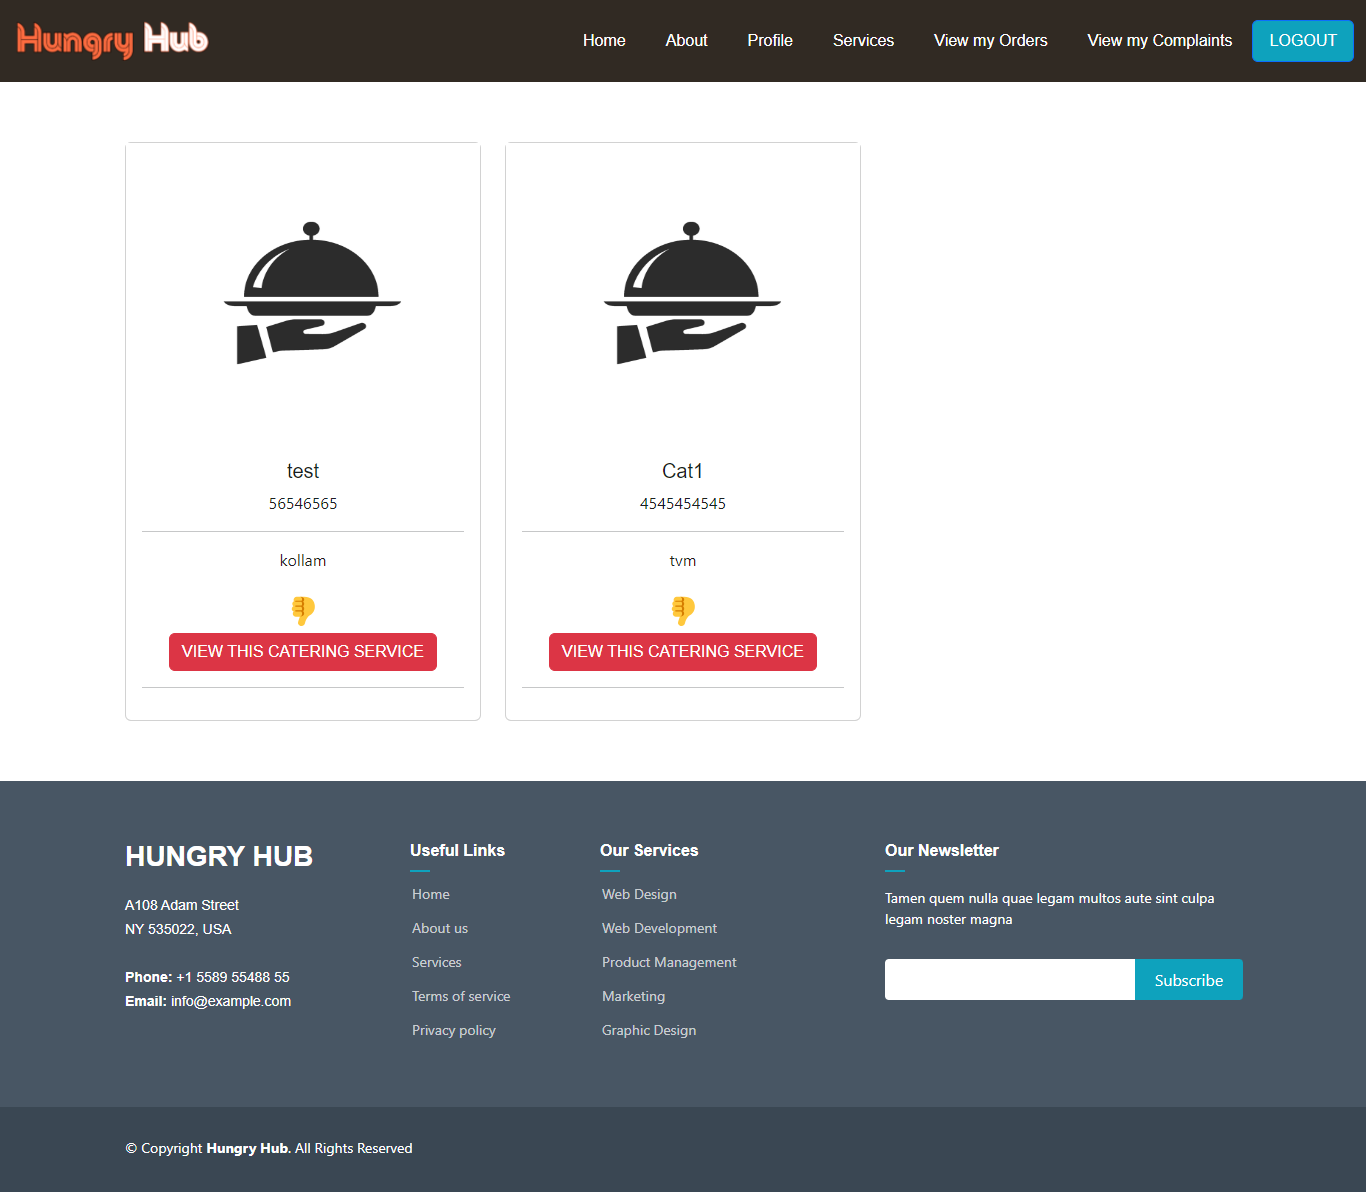 Hungry Hub
Home
About
Profile
Services
View my Orders
View my Complaints
LOGOUT
test
56546565
kollam
VIEW THIS CATERING SERVICE
Cat1
4545454545
tvm
VIEW THIS CATERING SERVICE
HUNGRY HUB
A108 Adam Street
NY 535022, USA
Phone: +1 5589 55488 55
Email: info@example.com
Useful Links
Home
About us
Services
Terms of service
Privacy policy
Our Services
Web Design
Web Development
Product Management
Marketing
Graphic Design
Our Newsletter
Tamen quem nulla quae legam multos aute sint culpa
legam noster magna
Subscribe
© Copyright Hungry Hub. All Rights Reserved